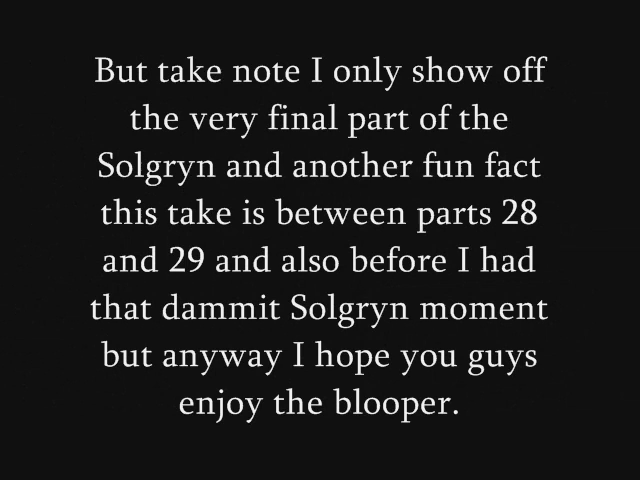 But take note I only show off
the very final part of the
Solgryn and another fun fact
this take is between parts 28
and 29 and also before I had
that dammit Solgryn moment
but anyway I hope you guys
enjoy the blooper.